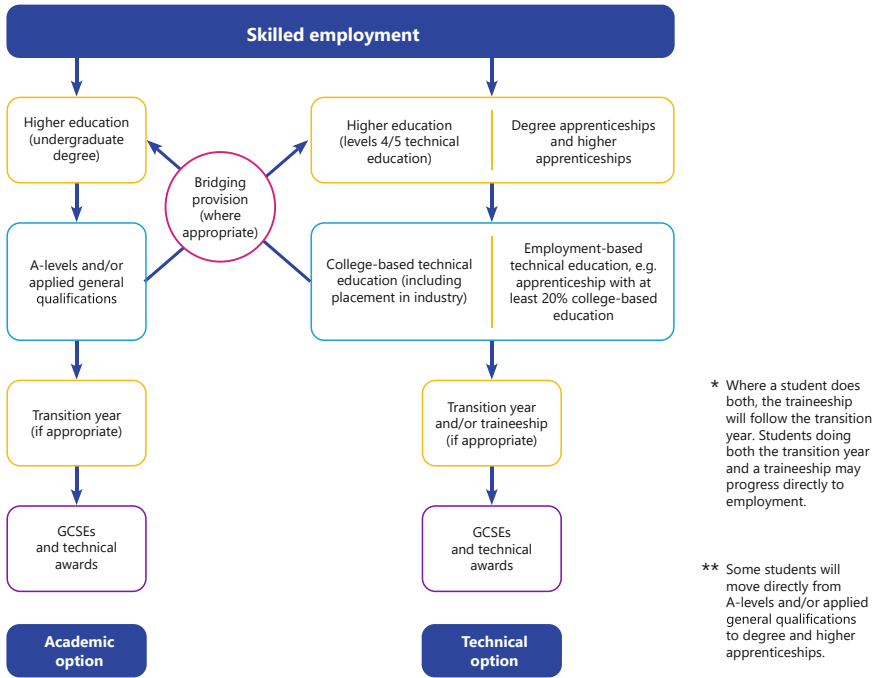 Skilled employment
Higher education
(undergraduate
degree)
Higher education
(levels 4/5 technical
education)
Degree apprenticeships
and higher
apprenticeships
Bridging
provision
(where
appropriate)
A-levels and/or
applied general
qualifications
College-based technical
education (including
placement in industry)
Employment-based
technical education, e.g.
apprenticeship with at
least 20% college-based
education
Transition year
(if appropriate)
Transition year
and/or traineeship
(if appropriate)
GCSEs
and technical
awards
GCSEs
and technical
awards
Academic
option
Technical
option
* Where a student does
both, the traineeship
will follow the transition
year. Students doing
both the transition year
and a traineeship may
progress directly to
employment.
** Some students will
move directly from
A-levels and/or applied
general qualifications
to degree and higher
apprenticeships.